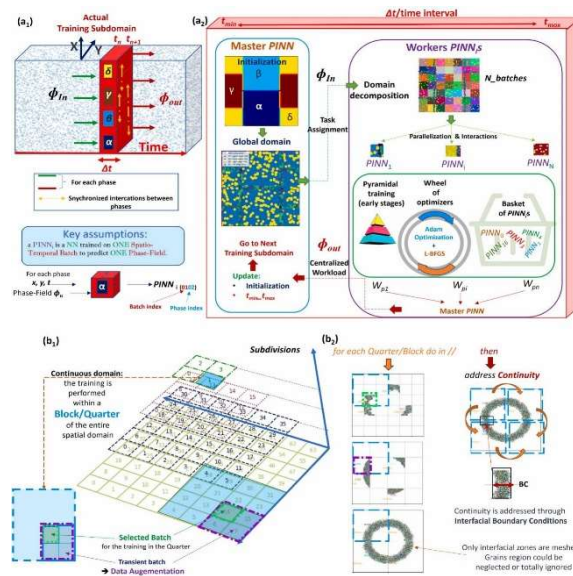 (a₁)
Actual
Training Subdomain
X
Y
tₙ
tₙ₊₁
ϕIn
δ
γ
β
α
ϕout
Time
Δt
For each phase
Synchronized interactions between
phases
Key assumptions:
a PINN, is a NN trained on ONE Spatio-
Temporal Batch to predict ONE Phase-Field.
For each phase
x, y, t
Phase-Field ϕα
α
PINN
Batch index
Phase index
(a₂)
tmin
Δt/time interval
tmax
Master PINN
Initialization
β
γ
α
δ
Global domain
Go to Next
Training Subdomain
Update:
• Initialization
• tmin, tmax
ϕIn
Task
Assignment
ϕout
Centralized
Workload
Workers PINNᵢs
Domain
decomposition
N_batches
Parallelization & Interactions
PINN₁
PINNᵢ
PINN_N
Pyramidal
training
(early stages)
Wheel
of
optimizers
Adam
Optimisation
+
L-BFGS
Basket
of PINNᵢs
Wp1
Wpi
Wpn
Master PINN
(b₁)
Subdivisions
Continuous domain:
the training is
performed
within a
Block/Quarter
of the entire
spatial domain
Selected Batch
for the training in the Quarter
Transient batch
➔ Data Augementation
(b₂)
for each Quarter/Block do in //
then
address Continuity
BC
Continuity is addressed through
Interfacial Boundary Conditions
Only interfacial zones are meshe
Grains region could be
neglected or totally ignored